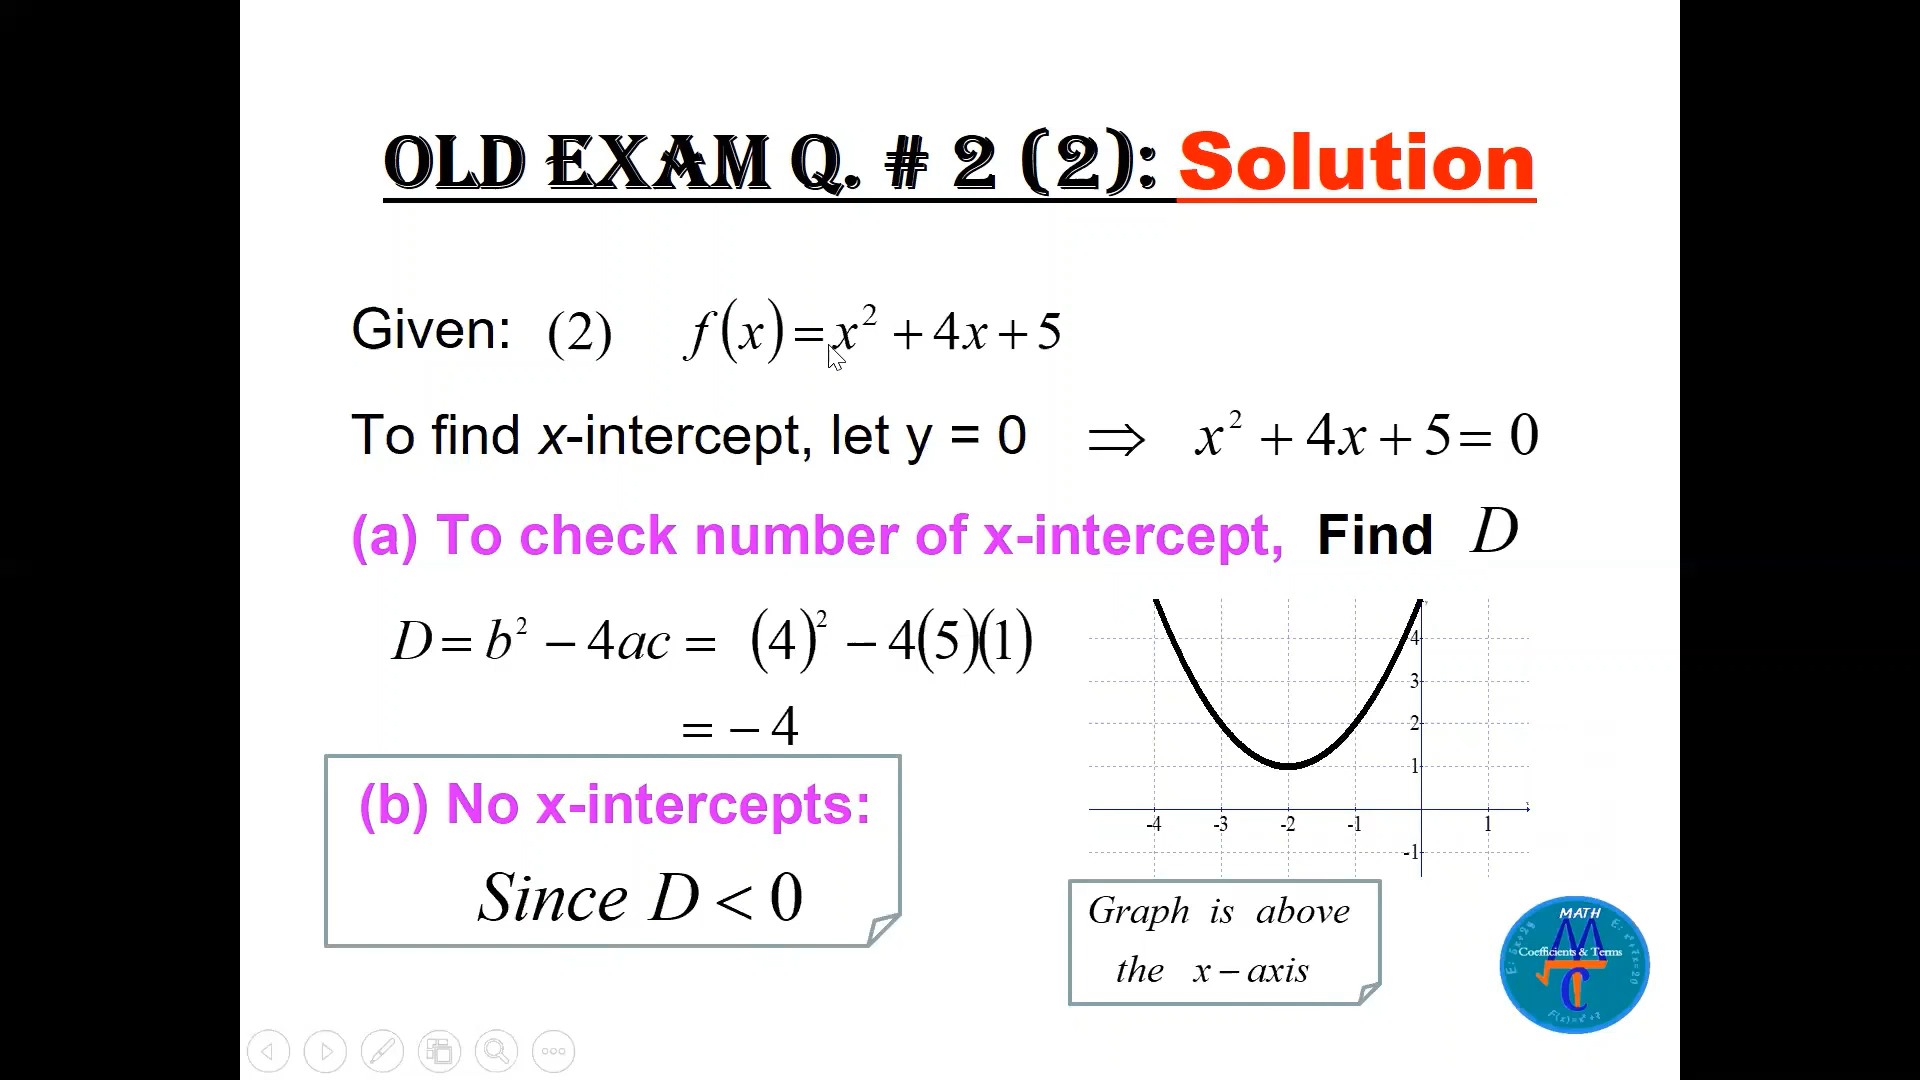 OLD EXAM Q. # 2 (2): Solution
Given: (2) f(x) = x² + 4x + 5
To find x-intercept, let y = 0 ⇒ x² + 4x + 5 = 0
(a) To check number of x-intercept, Find D
D = b² − 4ac = (4)² − 4(5)(1)
= − 4
(b) No x-intercepts:
Since D < 0
4
3
2
1
-4 -3 -2 -1 1
-1
Graph is above
the x − axis
MATH
Coefficients & Terms